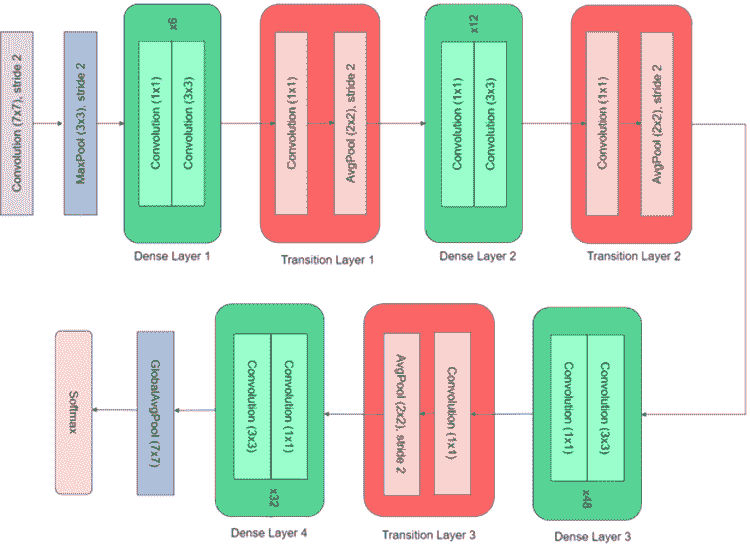 Convolution (7x7), stride 2
MaxPool (3x3), stride 2
x6
Convolution (1x1)
Convolution (3x3)
Dense Layer 1
Convolution (1x1)
AvgPool (2x2), stride 2
Transition Layer 1
x12
Convolution (1x1)
Convolution (3x3)
Dense Layer 2
Convolution (1x1)
AvgPool (2x2), stride 2
Transition Layer 2
Convolution (3x3)
Convolution (1x1)
x48
Dense Layer 3
Convolution (1x1)
AvgPool (2x2), stride 2
Transition Layer 3
Convolution (1x1)
Convolution (3x3)
x32
Dense Layer 4
GlobalAvgPool (7x7)
Softmax